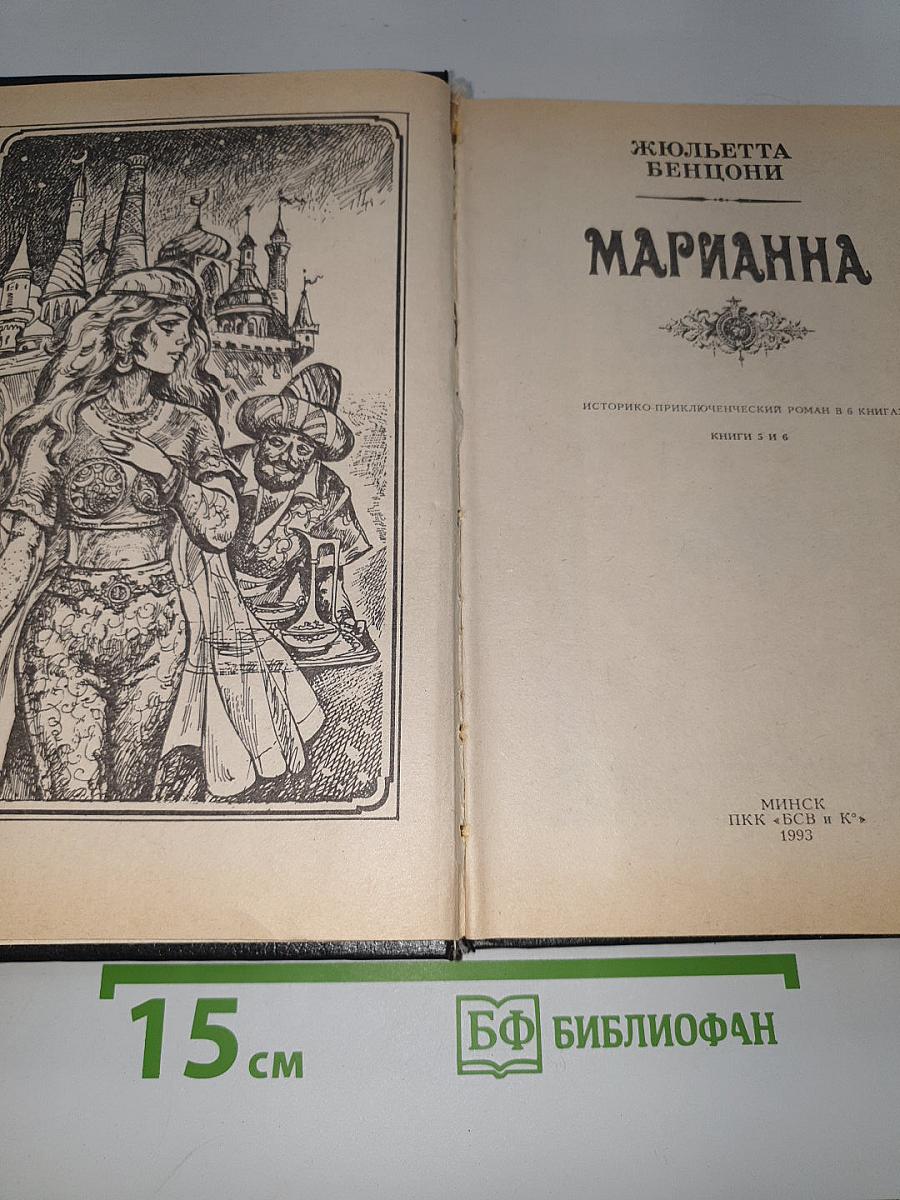 ЖЮЛЬЕТТА
БЕНЦОНИ
МАРИАННА
ИСТОРИКО-ПРИКЛЮЧЕНЧЕСКИЙ РОМАН В 6 КНИГАХ
КНИГИ 5 И 6
МИНСК
ПКК «БСВ и К°»
1993
15 см
БФ БИБЛИОФАН